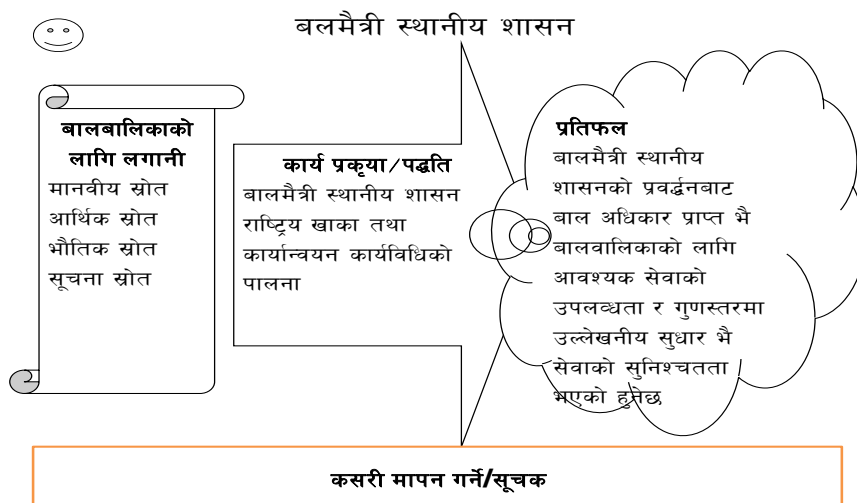 बलमैत्री स्थानीय शासन
बालबालिकाको
लागि लगानी
मानवीय स्रोत
आर्थिक स्रोत
भौतिक स्रोत
सूचना स्रोत
कार्य प्रकृया/पद्धति
बालमैत्री स्थानीय शासन
राष्ट्रिय खाका तथा
कार्यान्वयन कार्यविधिको
पालना
प्रतिफल
बालमैत्री स्थानीय
शासनको प्रवर्द्धनबाट
बाल अधिकार प्राप्त भै
बालवालिकाको लागि
आवश्यक सेवाको
उपलब्धता र गुणस्तरमा
उल्लेखनीय सुधार भै
सेवाको सुनिश्चतता
भएको हुनेछ
कसरी मापन गर्ने/सूचक